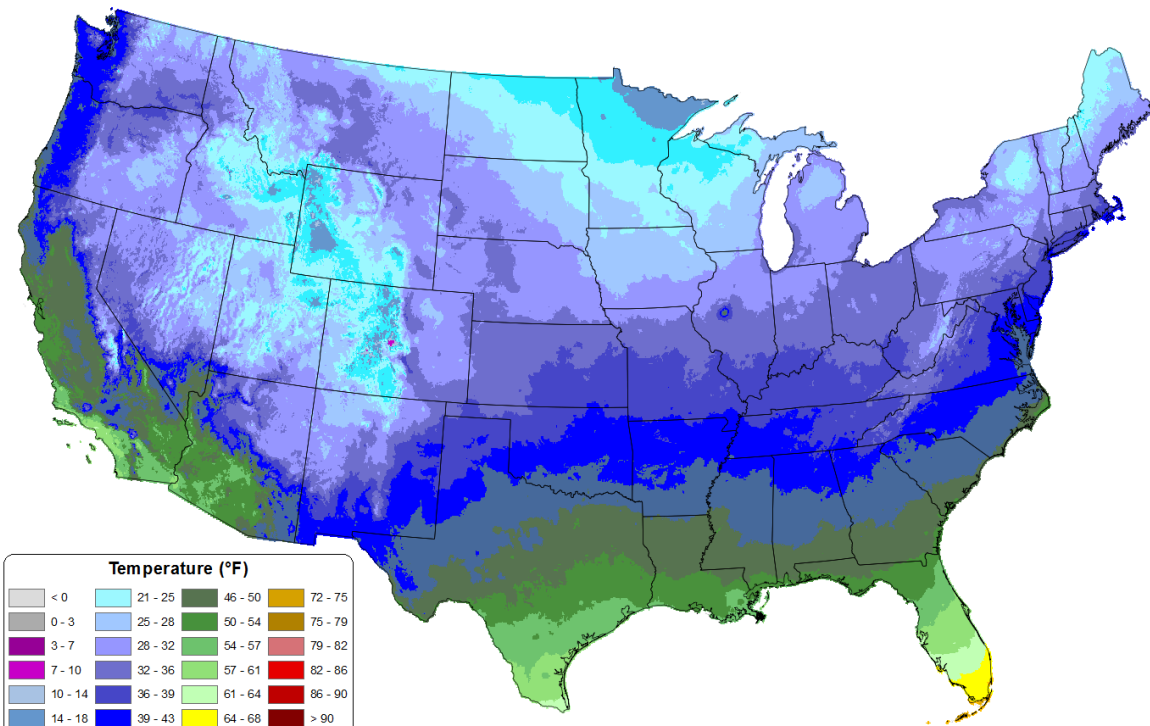 Temperature (°F)
< 0 21 - 25 46 - 50 72 - 75
0 - 3 25 - 28 50 - 54 75 - 79
3 - 7 28 - 32 54 - 57 79 - 82
7 - 10 32 - 36 57 - 61 82 - 86
10 - 14 36 - 39 61 - 64 86 - 90
14 - 18 39 - 43 64 - 68 > 90